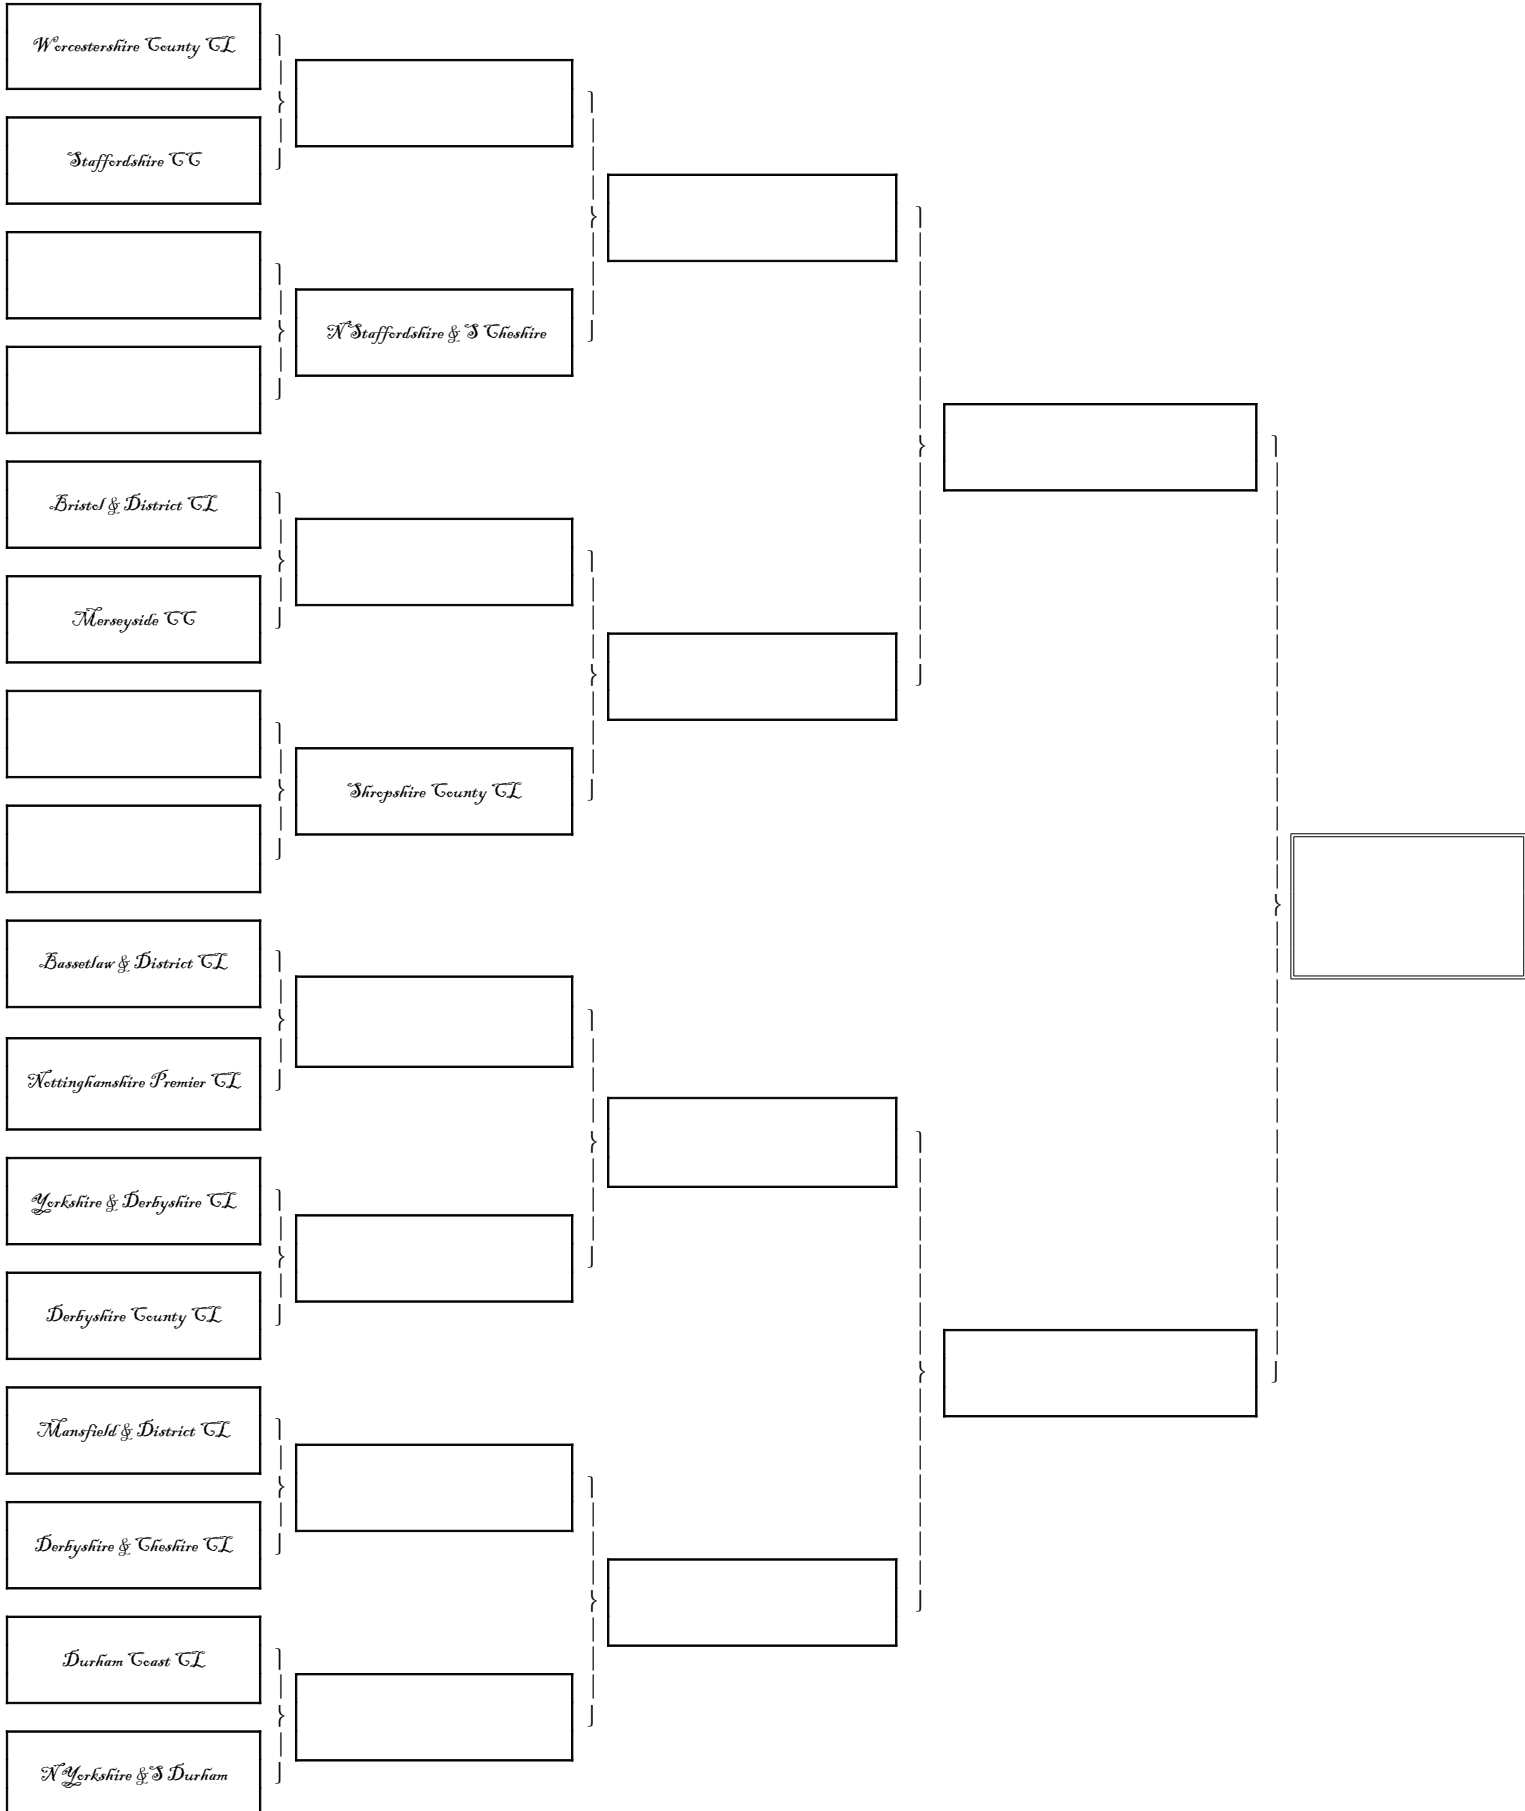 Worcestershire County CL
Staffordshire CC
N Staffordshire & S Cheshire
Bristol & District CL
Merseyside CC
Shropshire County CL
Bassetlaw & District CL
Nottinghamshire Premier CL
Yorkshire & Derbyshire CL
Derbyshire County CL
Mansfield & District CL
Derbyshire & Cheshire CL
Durham Coast CL
N Yorkshire & S Durham